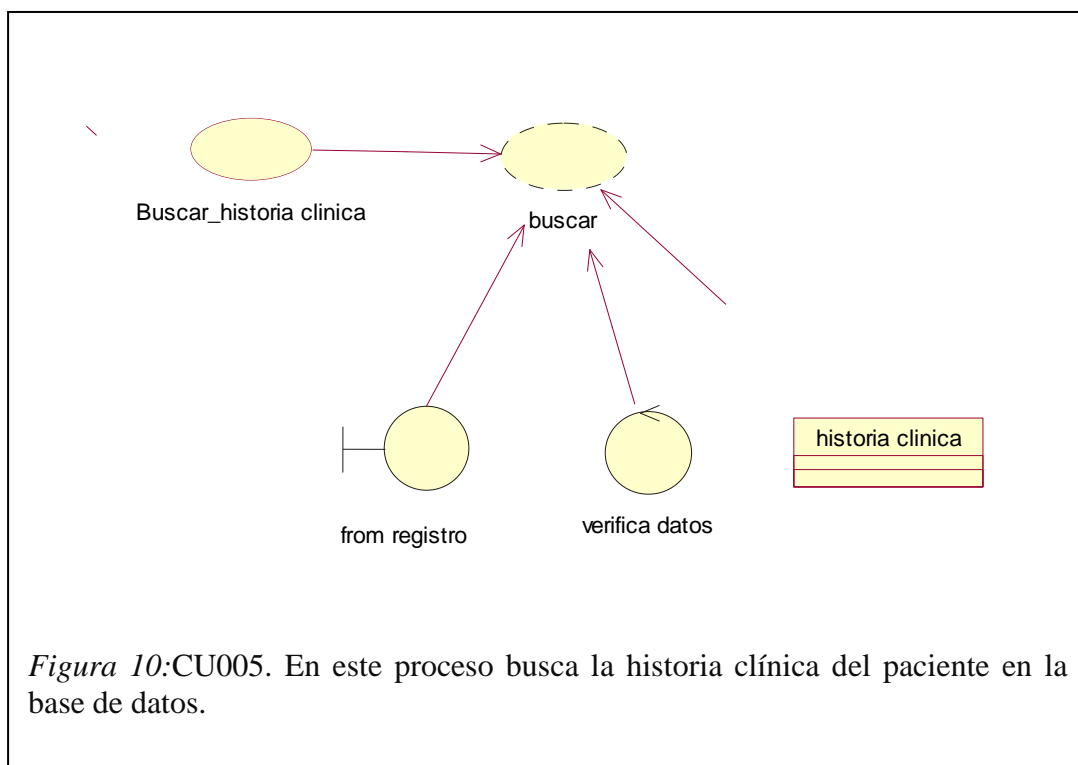 Buscar_historia clinica
buscar
historia clinica
from registro
verifica datos
Figura 10:CU005. En este proceso busca la historia clínica del paciente en la
base de datos.